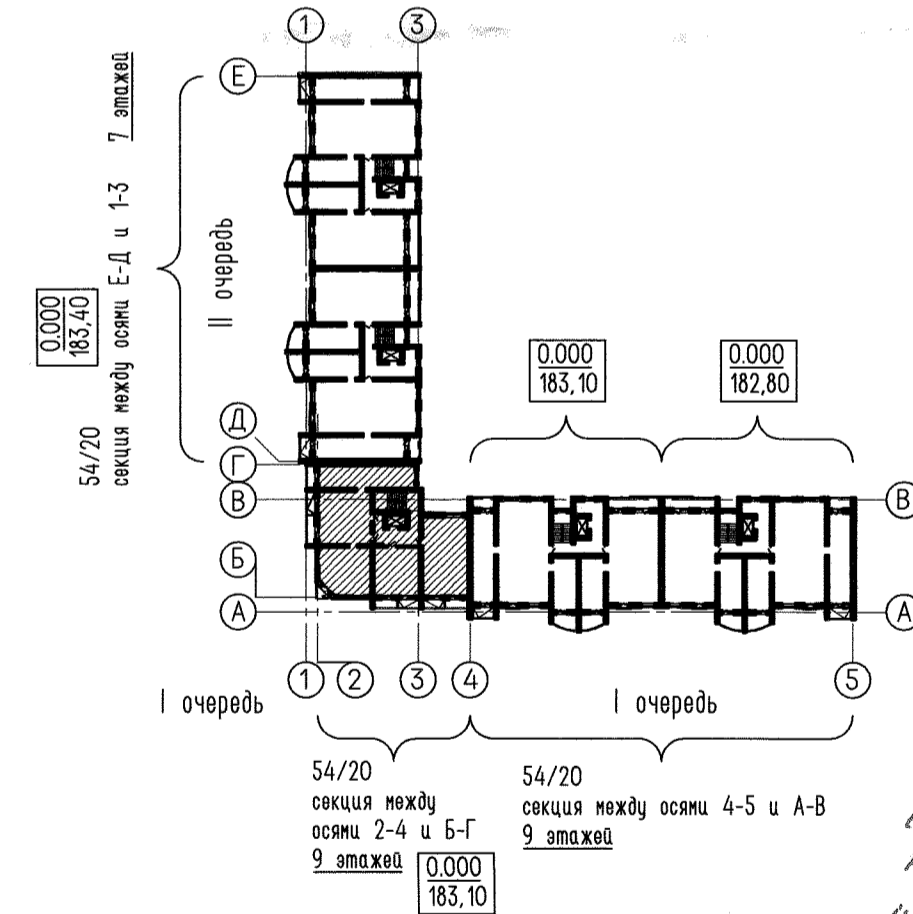 1
3
Е
54/20
секция между осями Е-Д и 1-3 7 этажей
0.000
183,40
II очередь
Д
Г
В
Б
А
0.000
183,10
0.000
182,80
В
А
1
2
3
4
5
I очередь
I очередь
54/20
секция между
осями 2-4 и Б-Г
9 этажей
0.000
183,10
54/20
секция между осями 4-5 и А-В
9 этажей